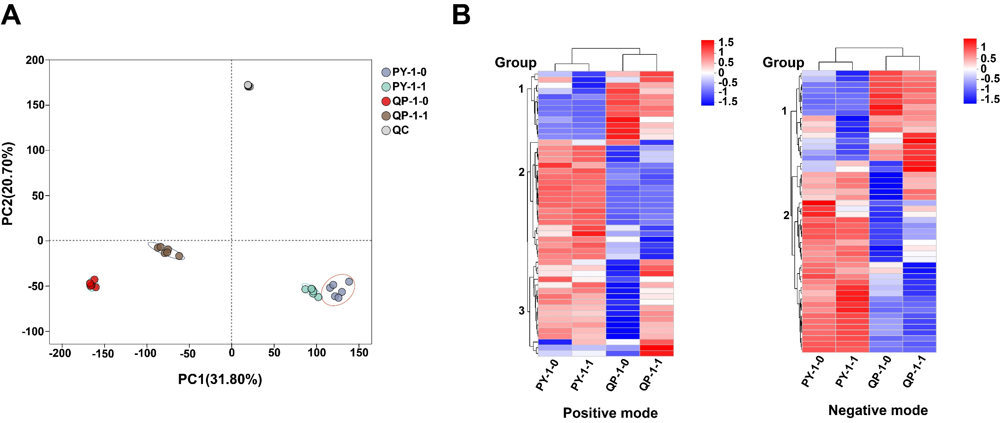 A
B
200
150
100
50
0
-50
-100
-200
-150
-100
-50
0
50
100
150
PC2(20.70%)
PC1(31.80%)
PY-1-0
PY-1-1
QP-1-0
QP-1-1
QC
Group
1
2
3
1.5
1
0.5
0
-0.5
-1
-1.5
PY-1-0
PY-1-1
QP-1-0
QP-1-1
Positive mode
Group
1
2
1
0.5
0
-0.5
-1
-1.5
PY-1-0
PY-1-1
QP-1-0
QP-1-1
Negative mode